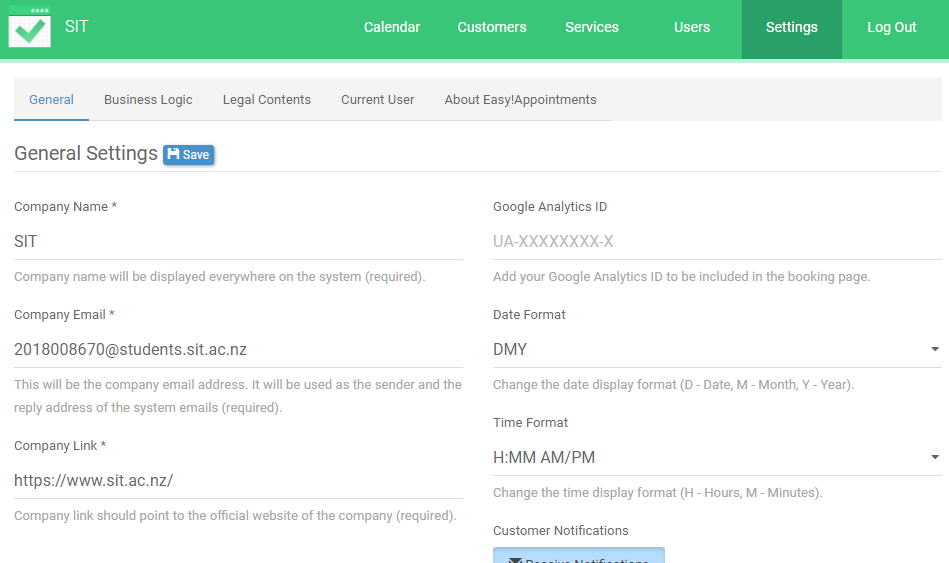 SIT
Calendar
Customers
Services
Users
Settings
Log Out
General
Business Logic
Legal Contents
Current User
About Easy!Appointments
General Settings
Save
Company Name *
SIT
Company name will be displayed everywhere on the system (required).
Company Email *
2018008670@students.sit.ac.nz
This will be the company email address. It will be used as the sender and the
reply address of the system emails (required).
Company Link *
https://www.sit.ac.nz/
Company link should point to the official website of the company (required).
Google Analytics ID
UA-XXXXXXXX-X
Add your Google Analytics ID to be included in the booking page.
Date Format
DMY
Change the date display format (D - Date, M - Month, Y - Year).
Time Format
H:MM AM/PM
Change the time display format (H - Hours, M - Minutes).
Customer Notifications
Receive Notifications